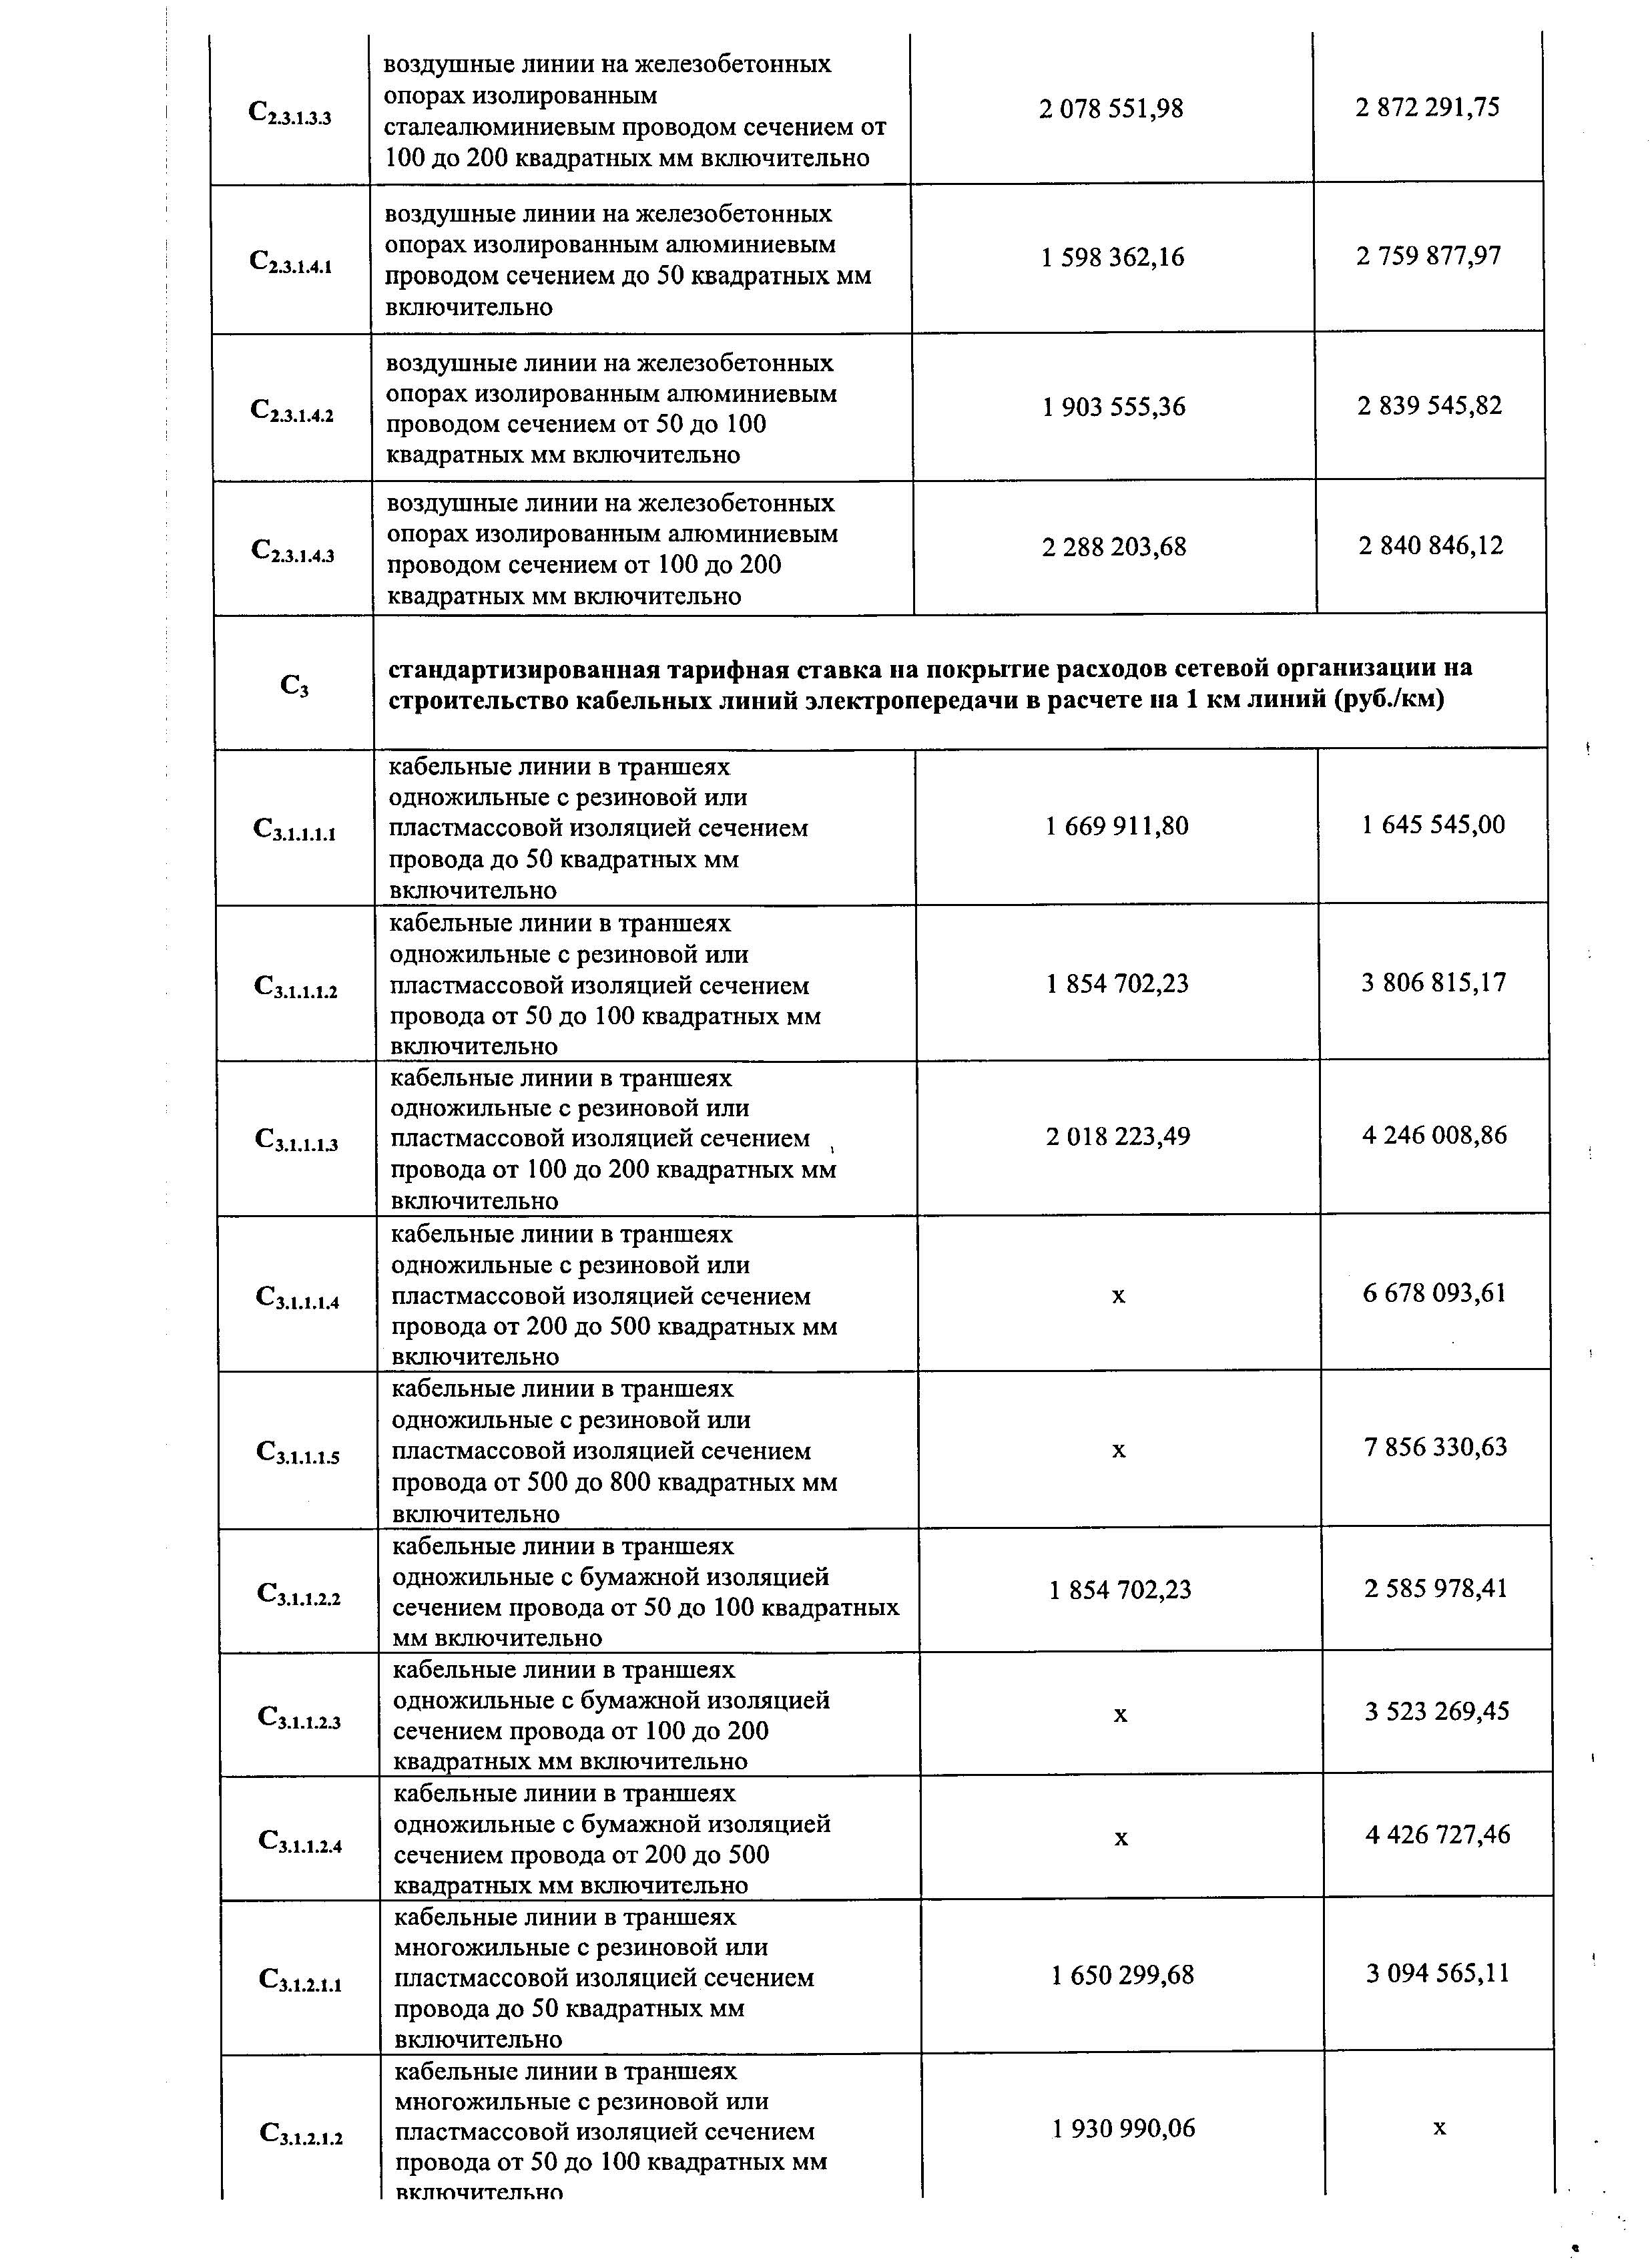 воздушные линии на железобетонных
опорах изолированным
сталеалюминиевым проводом сечением от
100 до 200 квадратных мм включительно
С2.3.1.3.3
2 078 551,98
2 872 291,75
воздушные линии на железобетонных
опорах изолированным алюминиевым
проводом сечением до 50 квадратных мм
включительно
С2.3.1.4.1
1 598 362,16
2 759 877,97
воздушные линии на железобетонных
опорах изолированным алюминиевым
проводом сечением от 50 до 100
квадратных мм включительно
С2.3.1.4.2
1 903 555,36
2 839 545,82
воздушные линии на железобетонных
опорах изолированным алюминиевым
проводом сечением от 100 до 200
квадратных мм включительно
С2.3.1.4.3
2 288 203,68
2 840 846,12
С3
стандартизированная тарифная ставка на покрытие расходов сетевой организации на
строительство кабельных линий электропередачи в расчете на 1 км линий (руб./км)
кабельные линии в траншеях
одножильные с резиновой или
пластмассовой изоляцией сечением
провода до 50 квадратных мм
включительно
С3.1.1.1.1
1 669 911,80
1 645 545,00
кабельные линии в траншеях
одножильные с резиновой или
пластмассовой изоляцией сечением
провода от 50 до 100 квадратных мм
включительно
С3.1.1.1.2
1 854 702,23
3 806 815,17
кабельные линии в траншеях
одножильные с резиновой или
пластмассовой изоляцией сечением
провода от 100 до 200 квадратных мм
включительно
С3.1.1.1.3
2 018 223,49
4 246 008,86
кабельные линии в траншеях
одножильные с резиновой или
пластмассовой изоляцией сечением
провода от 200 до 500 квадратных мм
включительно
С3.1.1.1.4
х
6 678 093,61
кабельные линии в траншеях
одножильные с резиновой или
пластмассовой изоляцией сечением
провода от 500 до 800 квадратных мм
включительно
С3.1.1.1.5
х
7 856 330,63
кабельные линии в траншеях
одножильные с бумажной изоляцией
сечением провода от 50 до 100 квадратных
мм включительно
С3.1.1.2.2
1 854 702,23
2 585 978,41
кабельные линии в траншеях
одножильные с бумажной изоляцией
сечением провода от 100 до 200
квадратных мм включительно
С3.1.1.2.3
х
3 523 269,45
кабельные линии в траншеях
одножильные с бумажной изоляцией
сечением провода от 200 до 500
квадратных мм включительно
С3.1.1.2.4
х
4 426 727,46
кабельные линии в траншеях
многожильные с резиновой или
пластмассовой изоляцией сечением
провода до 50 квадратных мм
включительно
С3.1.2.1.1
1 650 299,68
3 094 565,11
кабельные линии в траншеях
многожильные с резиновой или
пластмассовой изоляцией сечением
провода от 50 до 100 квадратных мм
включительно
С3.1.2.1.2
1 930 990,06
х